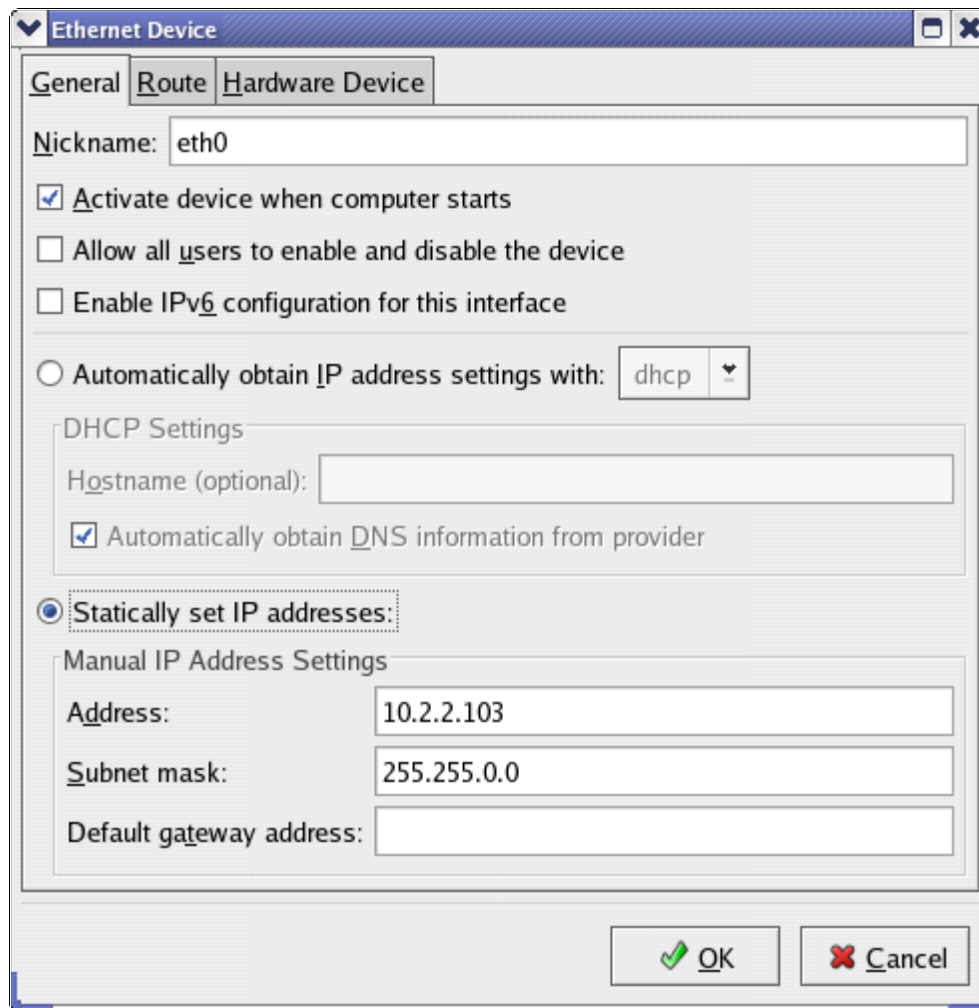 Ethernet Device
General Route Hardware Device
Nickname: eth0
Activate device when computer starts
Allow all users to enable and disable the device
Enable IPv6 configuration for this interface
Automatically obtain IP address settings with: dhcp
DHCP Settings
Hostname (optional):
Automatically obtain DNS information from provider
Statically set IP addresses:
Manual IP Address Settings
Address: 10.2.2.103
Subnet mask: 255.255.0.0
Default gateway address:
OK Cancel